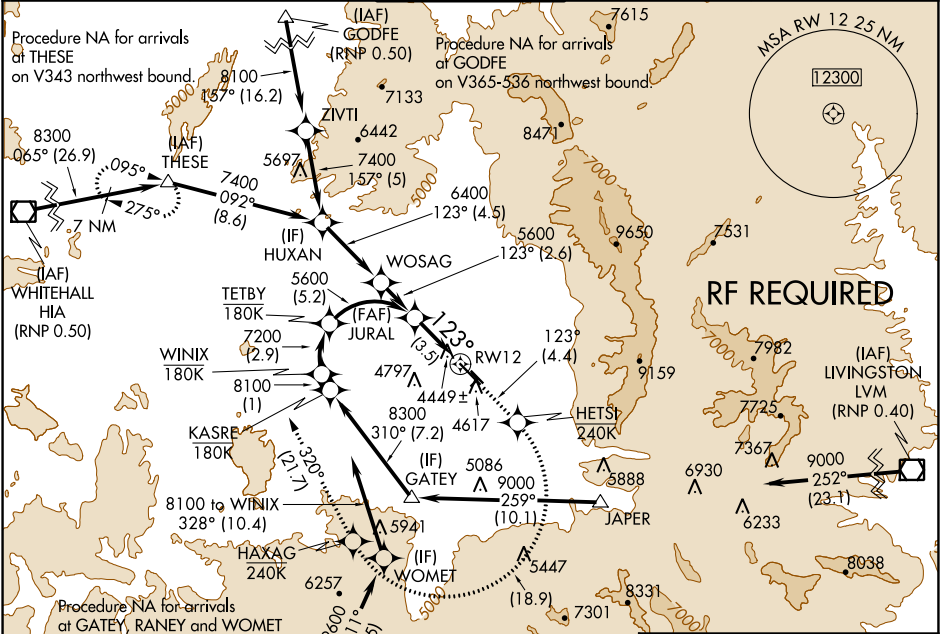 Procedure NA for arrivals
at THESE
on V343 northwest bound.
(IAF)
GODFE
(RNP 0.50)
Procedure NA for arrivals
at GODFE
on V365-536 northwest bound.
7615
MSA RW 12 25 NM
12300
8100
157° (16.2)
7133
ZIVTI
6442
8471
8300
065° (26.9)
(IAF)
THESE
095°
275°
7 NM
5697
7400
157° (5)
7000
5000
5000
7400
092°
(8.6)
6400
123° (4.5)
(IF)
HUXAN
5600
123° (2.6)
9650
7531
(IAF)
WHITEHALL
HIA
(RNP 0.50)
WOSAG
RF REQUIRED
TETBY
180K
5600
(5.2)
(FAF)
JURAL
123°
(3.5)
RW12
123°
(4.4)
7200
(2.9)
WINIX
180K
8100
(1)
4797
4449±
4617
9159
7982
(IAF)
LIVINGSTON
LVM
(RNP 0.40)
7725
HETSI
240K
KASRE
180K
8300
310° (7.2)
320°
(21.7)
(IF)
GATEY
5086
9000
259°
(10.1)
5888
JAPER
6930
7367
9000
252°
(23.1)
6233
8100 to WINIX
328° (10.4)
5941
HAXAG
240K
(IF)
WOMET
5447
(18.9)
8038
6257
5000
8331
7301
Procedure NA for arrivals
at GATEY, RANEY and WOMET